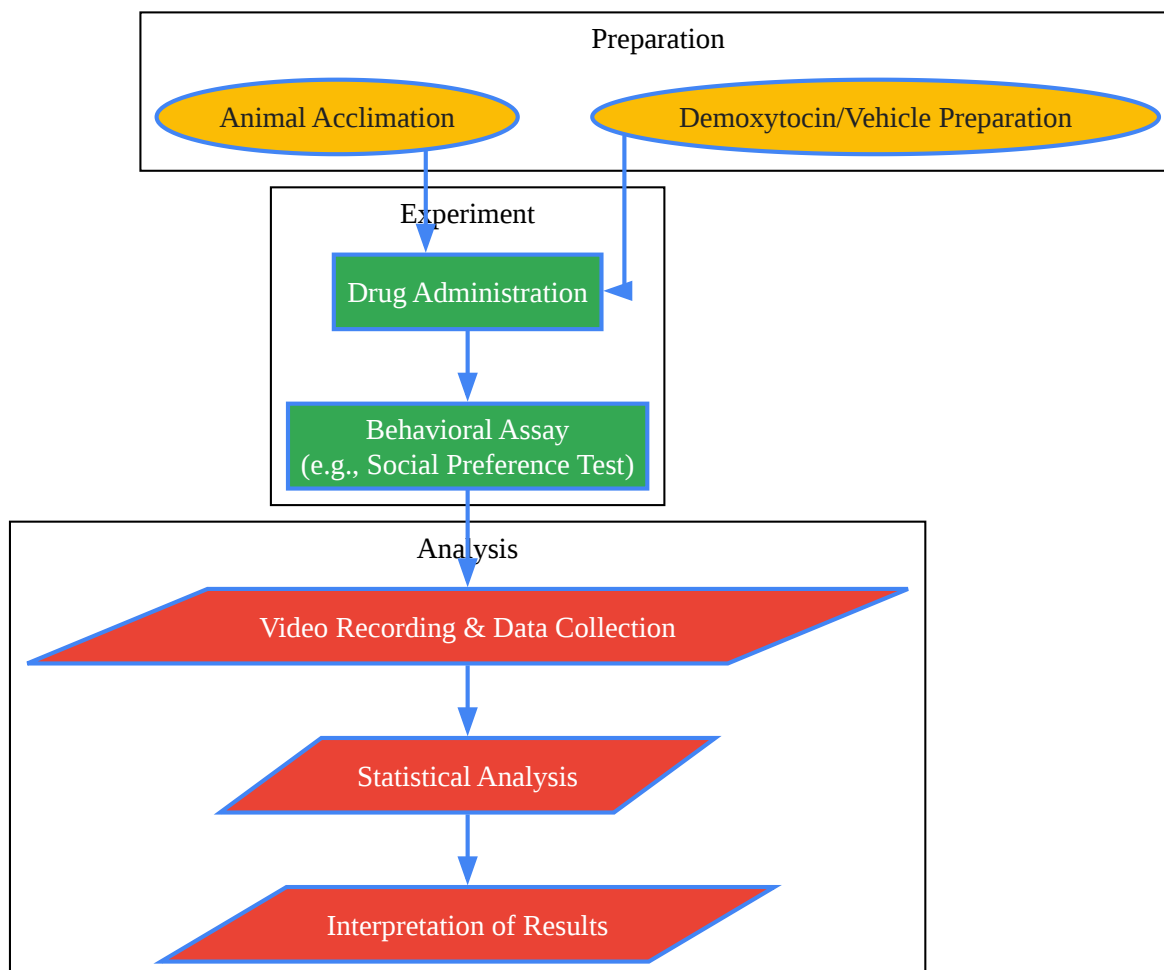 Preparation
Animal Acclimation
Demoxytocin/Vehicle Preparation
Experiment
Drug Administration
Behavioral Assay
(e.g., Social Preference Test)
Analysis
Video Recording & Data Collection
Statistical Analysis
Interpretation of Results